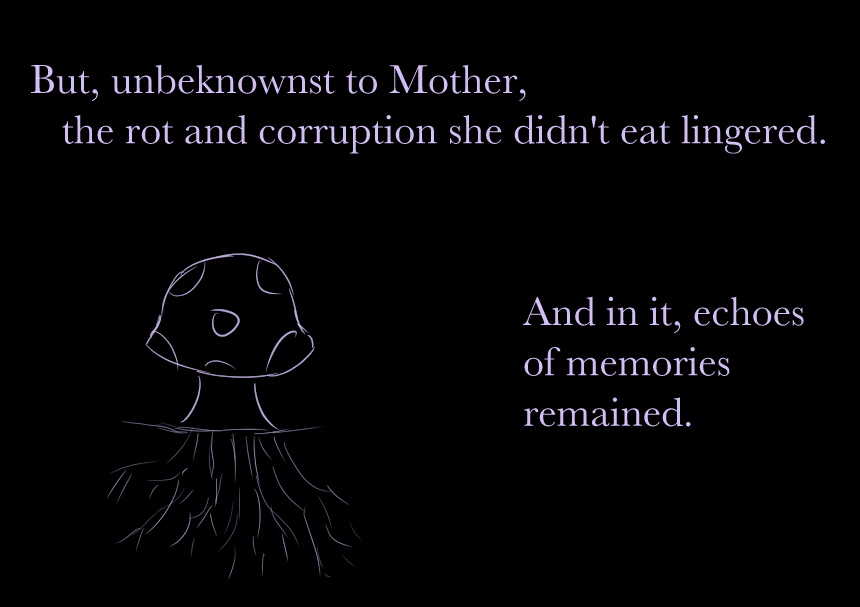 But, unbeknownst to Mother,
the rot and corruption she didn't eat lingered.
And in it, echoes
of memories
remained.